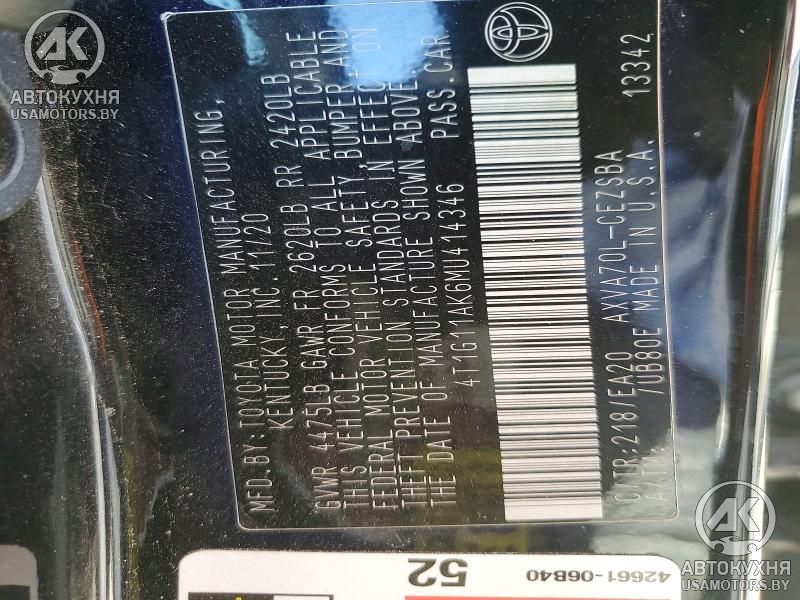 MFD.BY:TOYOTA MOTOR MANUFACTURING,
KENTUCKY, INC. 11/20
GVWR 4475LB GAWR FR 2620LB RR 2420LB
THIS VEHICLE CONFORMS TO ALL APPLICABLE
FEDERAL MOTOR VEHICLE SAFETY, BUMPER AND
THEFT PREVENTION STANDARDS IN EFFECT ON
THE DATE OF MANUFACTURE SHOWN ABOVE.
4T1G11AK6MU414346 PASS.CAR
C/TR:218/EA20 AXVA70L-CEZSBA
/UB80E MADE IN U.S.A. 13342
52
42661-06B40
АК
АВТОКУХНЯ
USAMOTORS.BY
АК
АВТОКУХНЯ
USAMOTORS.BY